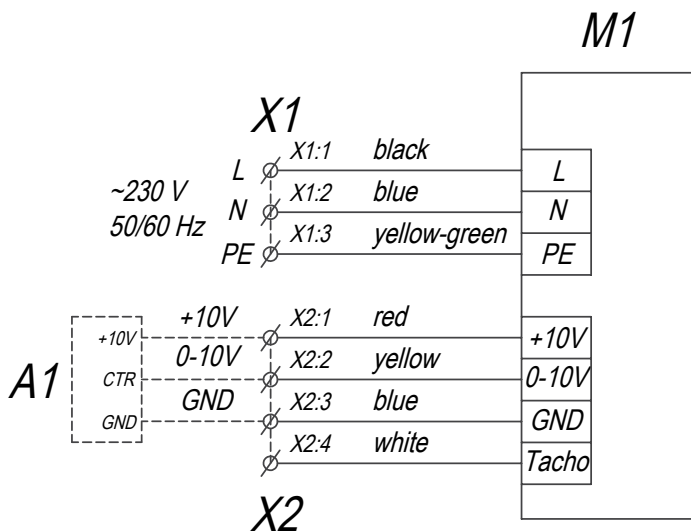 M1
X1
L X1:1 black L
~230 V
N X1:2 blue N
50/60 Hz
PE X1:3 yellow-green PE
+10V +10V X2:1 red +10V
A1 CTR 0-10V X2:2 yellow 0-10V
GND GND X2:3 blue GND
X2:4 white Tacho
X2